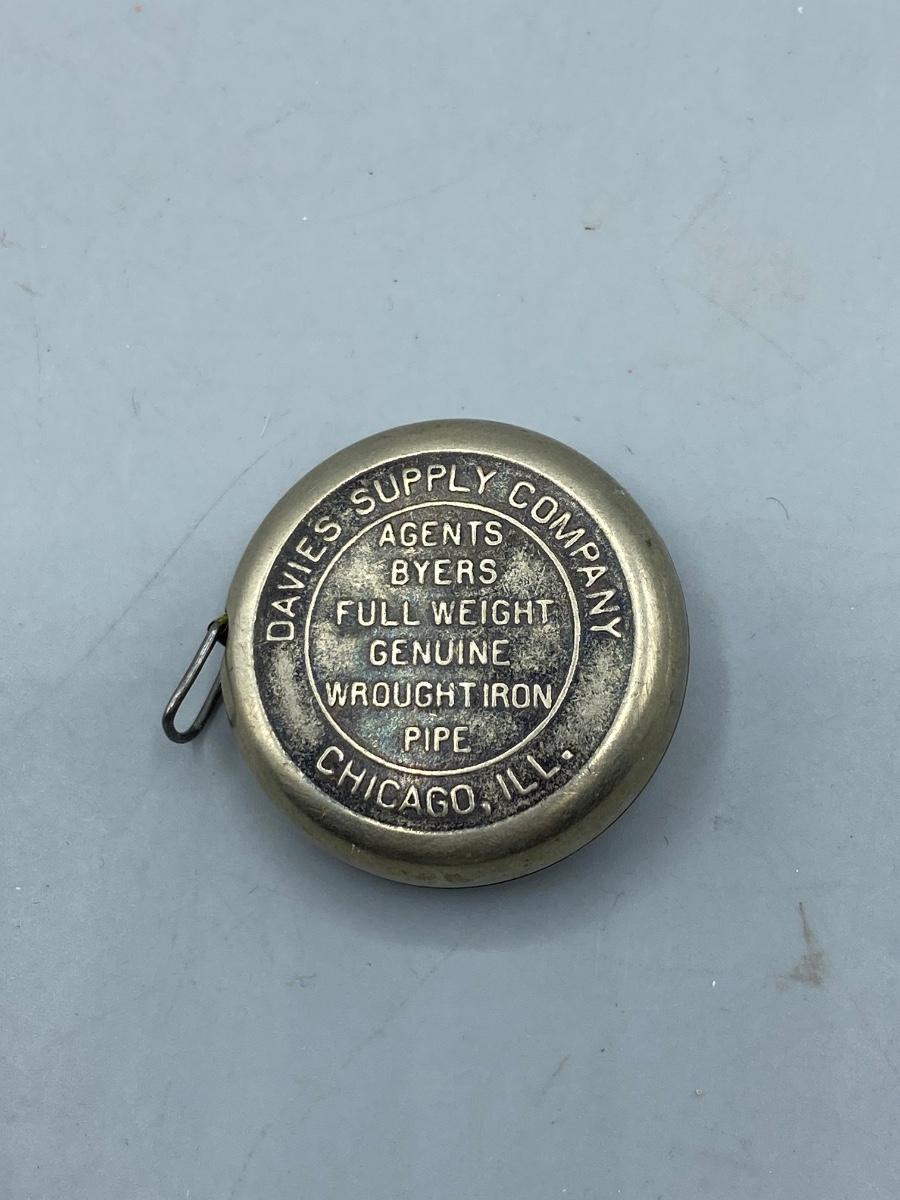 DAVIES SUPPLY COMPANY
AGENTS
BYERS
FULL WEIGHT
GENUINE
WROUGHT IRON
PIPE
CHICAGO, ILL.